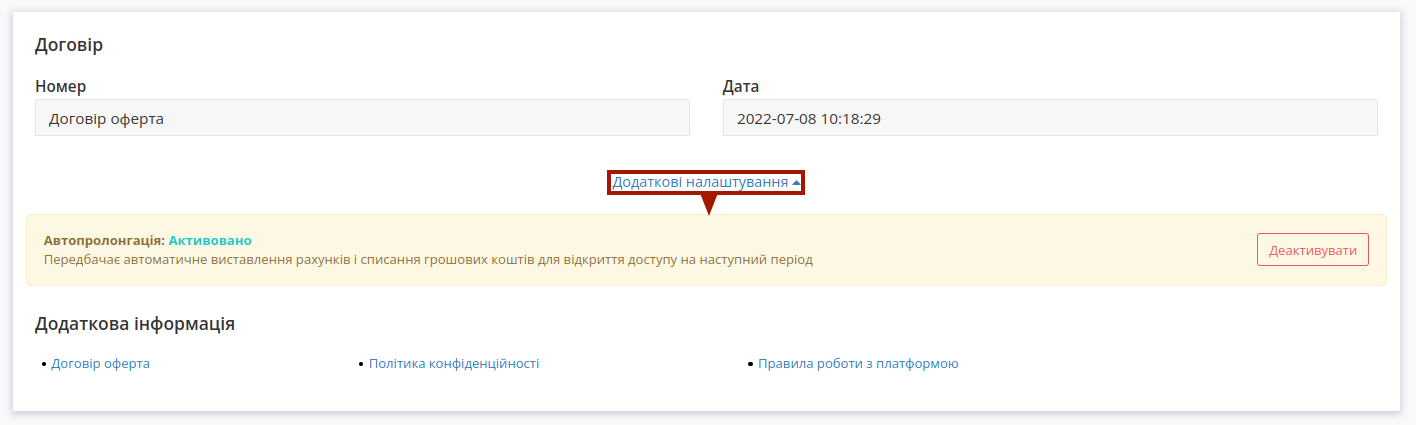 Договір
Номер
Дата
Договір оферта
2022-07-08 10:18:29
Додаткові налаштування
Автопролонгація: Активовано
Передбачає автоматичне виставлення рахунків і списання грошових коштів для відкриття доступу на наступний період
Деактивувати
Додаткова інформація
Договір оферта
Політика конфіденційності
Правила роботи з платформою